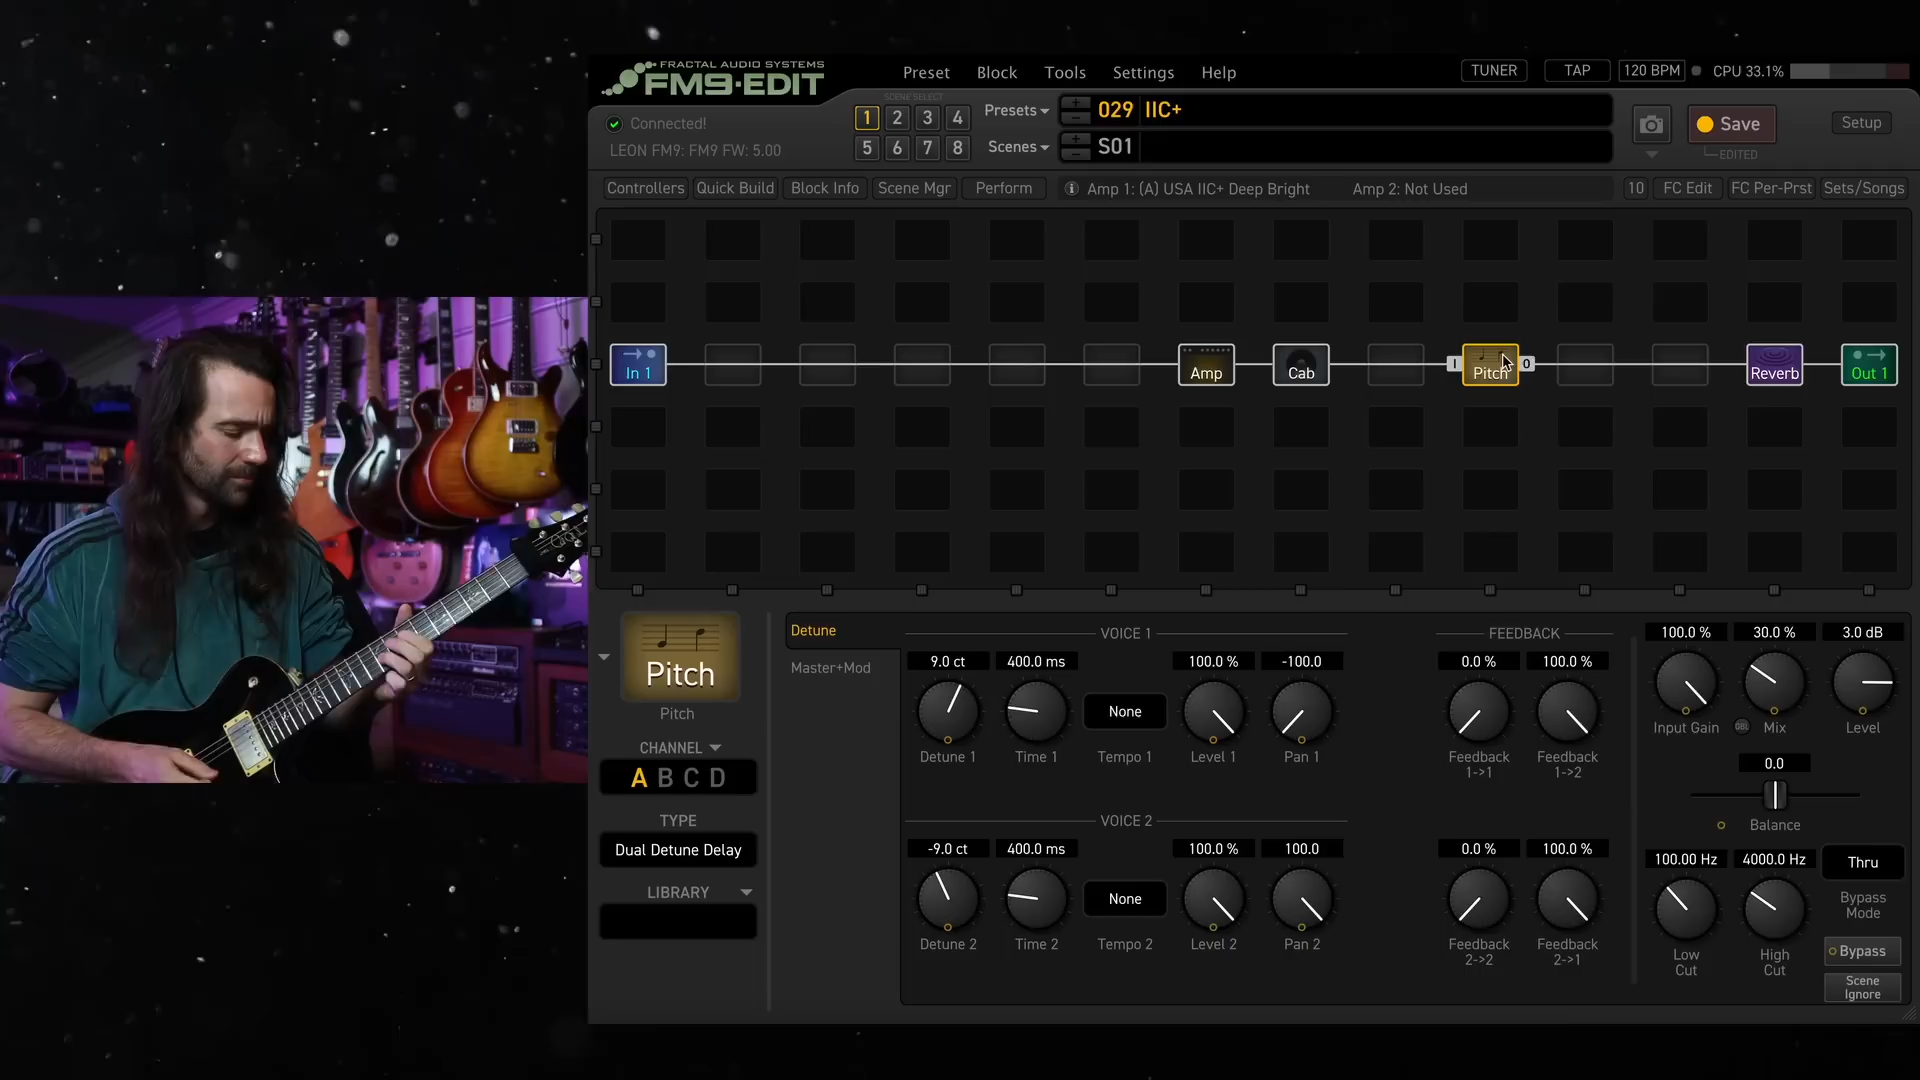 FRACTAL AUDIO SYSTEMS
FM9-EDIT
Preset Block Tools Settings Help
TUNER TAP 120 BPM CPU 33.1%
SCENE SELECT
Connected!
LEON FM9: FM9 FW: 5.00
1 2 3 4
5 6 7 8
Presets
029 IIC+
Scenes
S01
Save
EDITED
Setup
Controllers Quick Build Block Info Scene Mgr Perform
Amp 1: (A) USA IIC+ Deep Bright Amp 2: Not Used
10 FC Edit FC Per-Prst Sets/Songs
In 1 Amp Cab I Pitch O Reverb Out 1
Pitch
Pitch
CHANNEL
A B C D
TYPE
Dual Detune Delay
LIBRARY
Detune
Master+Mod
VOICE 1
9.0 ct 400.0 ms 100.0 % -100.0
None
Detune 1 Time 1 Tempo 1 Level 1 Pan 1
VOICE 2
-9.0 ct 400.0 ms 100.0 % 100.0
None
Detune 2 Time 2 Tempo 2 Level 2 Pan 2
FEEDBACK
0.0 % 100.0 %
Feedback 1->1 Feedback 1->2
0.0 % 100.0 %
Feedback 2->2 Feedback 2->1
100.0 % 30.0 % 3.0 dB
Input Gain GBL Mix Level
0.0
Balance
100.00 Hz 4000.0 Hz Thru
Low Cut High Cut Bypass Mode
Bypass
Scene Ignore